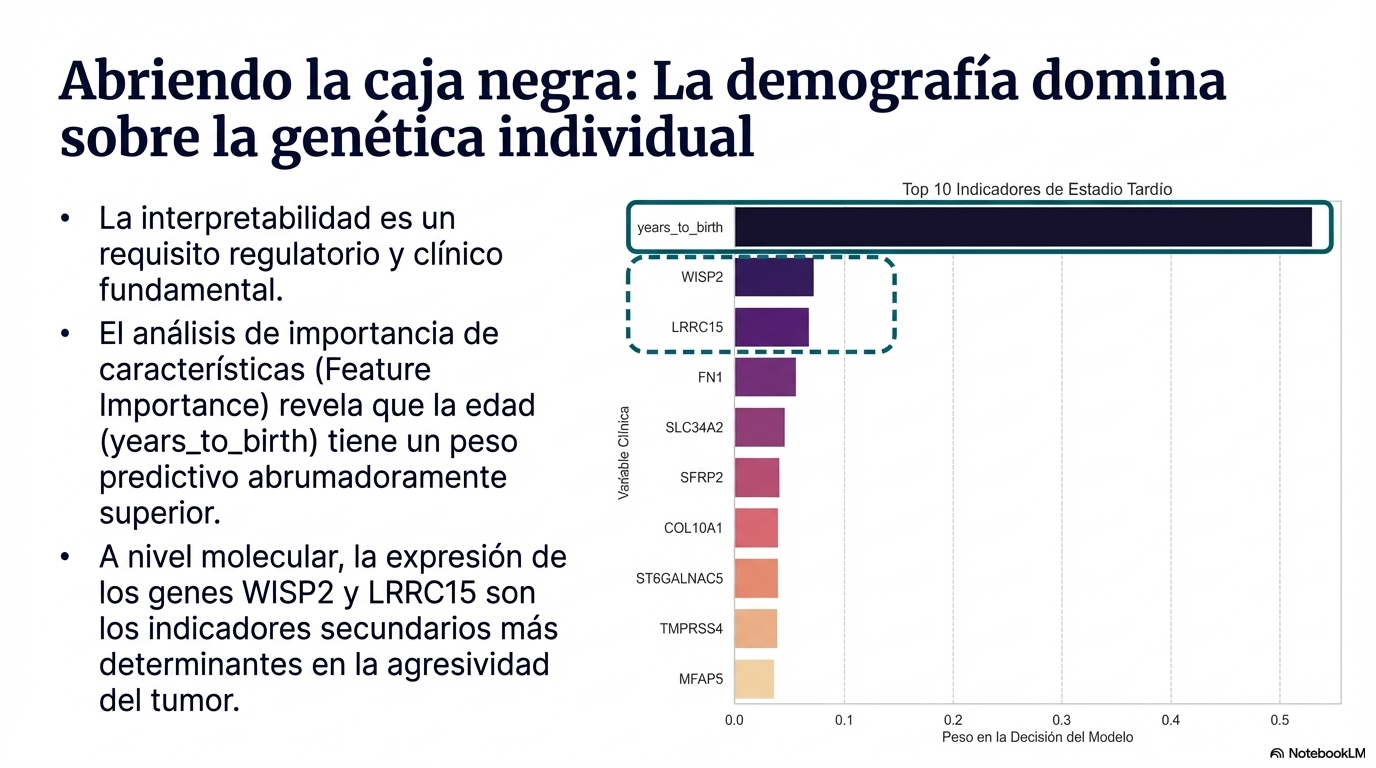 Abriendo la caja negra: La demografía domina
sobre la genética individual
• La interpretabilidad es un
requisito regulatorio y clínico
fundamental.
• El análisis de importancia de
características (Feature
Importance) revela que la edad
(years_to_birth) tiene un peso
predictivo abrumadoramente
superior.
• A nivel molecular, la expresión de
los genes WISP2 y LRRC15 son
los indicadores secundarios más
determinantes en la agresividad
del tumor.
Top 10 Indicadores de Estadio Tardío
Variable Clínica
years_to_birth
WISP2
LRRC15
FN1
SLC34A2
SFRP2
COL10A1
ST6GALNAC5
TMPRSS4
MFAP5
0.0 0.1 0.2 0.3 0.4 0.5
Peso en la Decisión del Modelo
NotebookLM